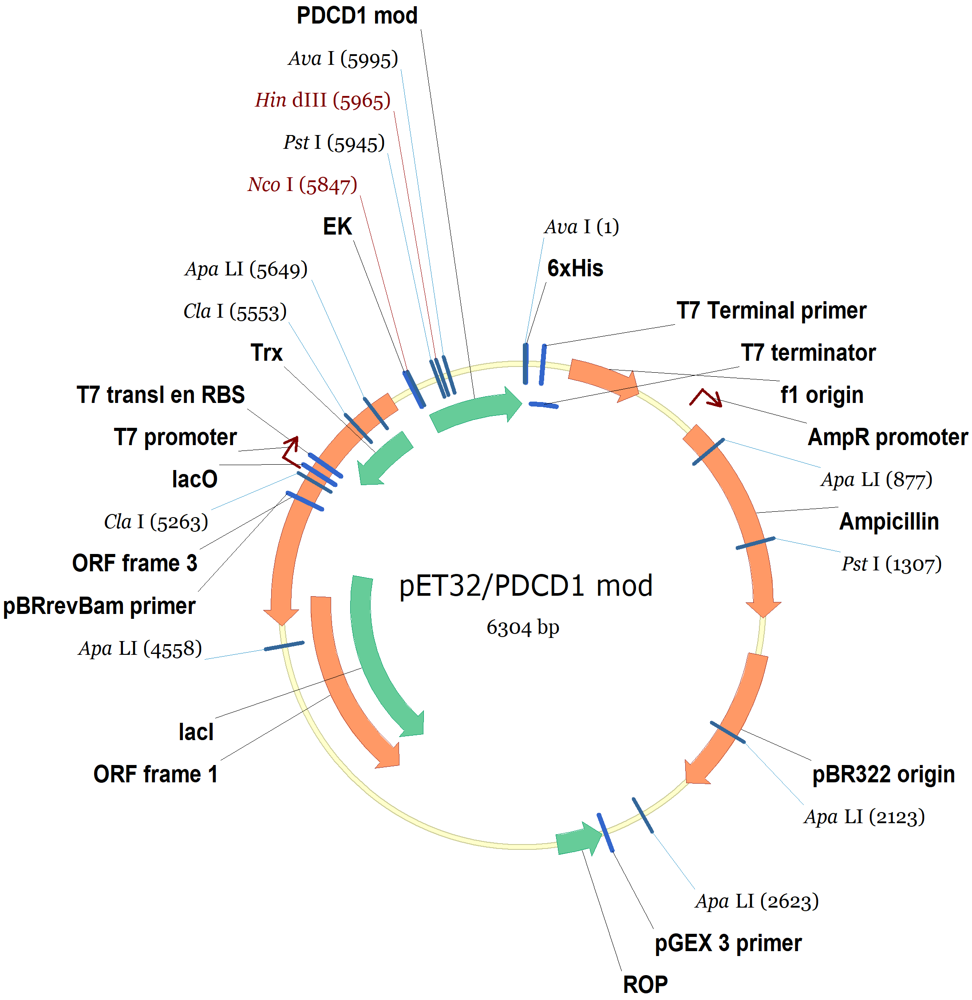 PDCD1 mod
Ava I (5995)
Hin dIII (5965)
Pst I (5945)
Nco I (5847)
EK
Ava I (1)
6xHis
Apa LI (5649)
Cla I (5553)
T7 Terminal primer
Trx
T7 terminator
T7 transl en RBS
f1 origin
T7 promoter
AmpR promoter
lacO
Apa LI (877)
Cla I (5263)
Ampicillin
ORF frame 3
Pst I (1307)
pET32/PDCD1 mod
pBRrevBam primer
6304 bp
Apa LI (4558)
lacI
ORF frame 1
pBR322 origin
Apa LI (2123)
Apa LI (2623)
pGEX 3 primer
ROP